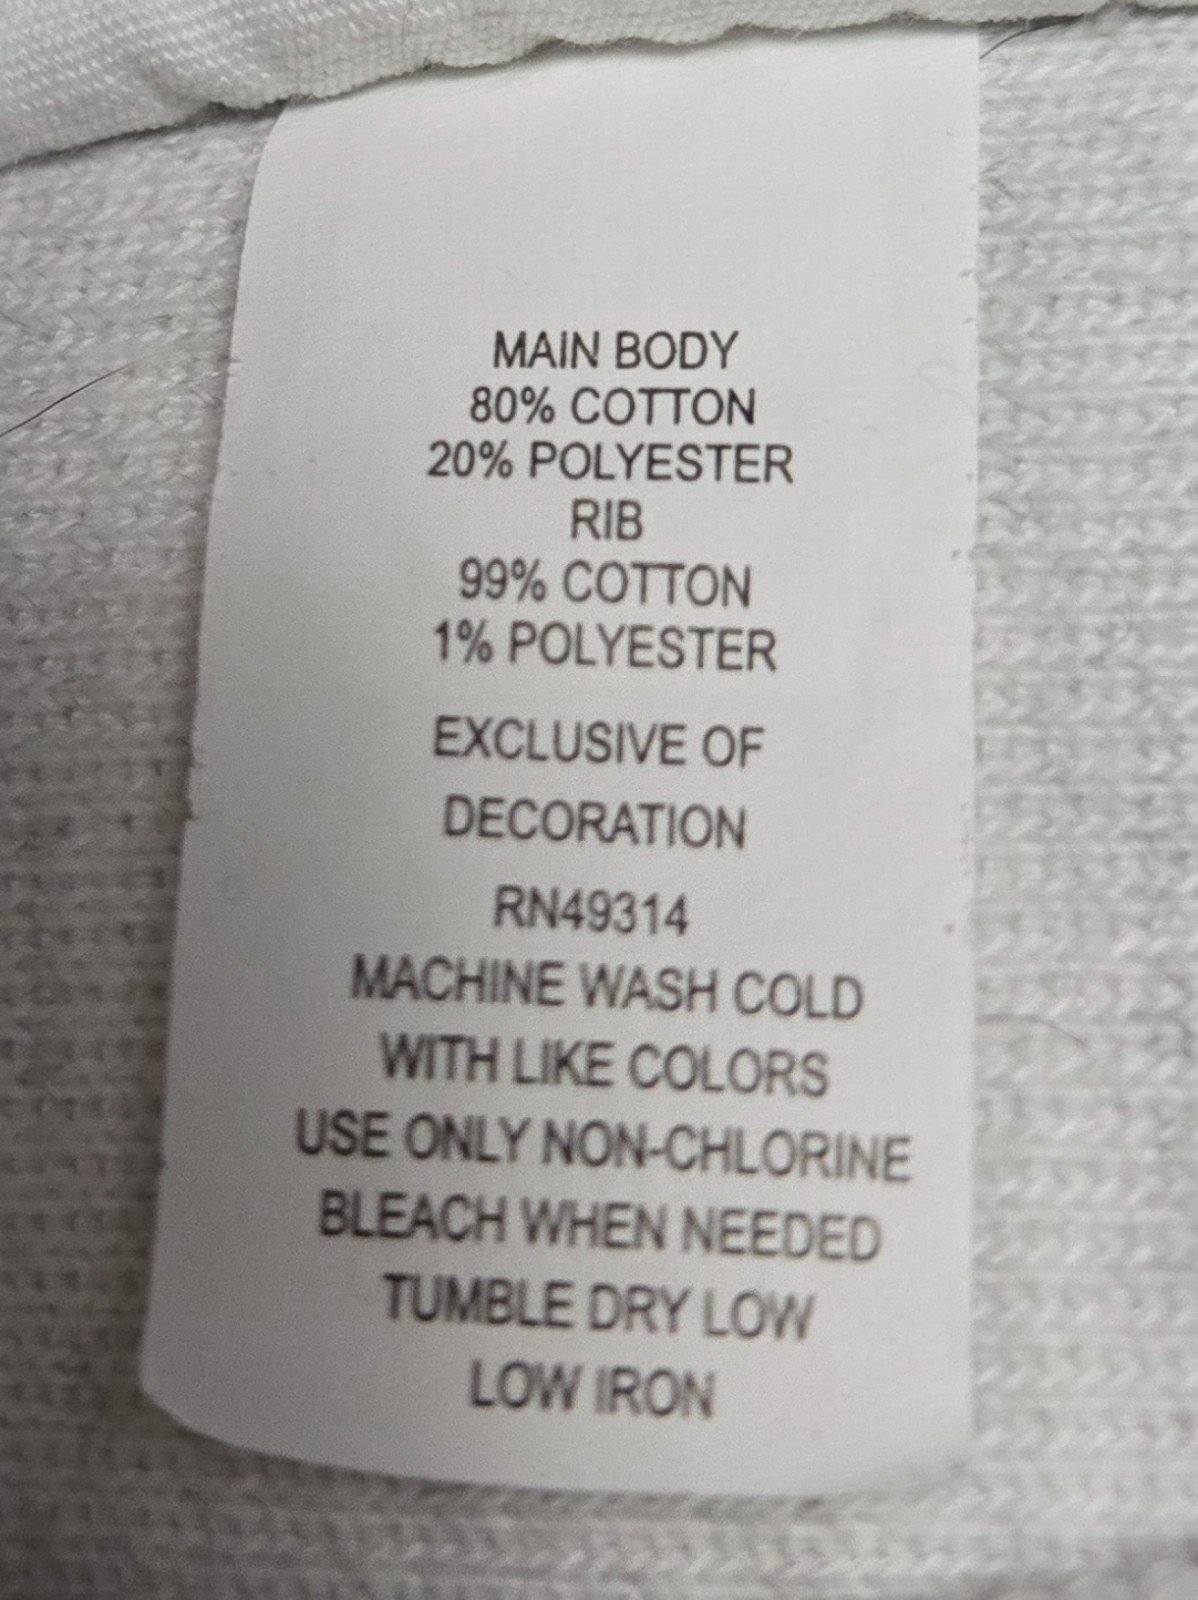 MAIN BODY
80% COTTON
20% POLYESTER
RIB
99% COTTON
1% POLYESTER
EXCLUSIVE OF
DECORATION
RN49314
MACHINE WASH COLD
WITH LIKE COLORS
USE ONLY NON-CHLORINE
BLEACH WHEN NEEDED
TUMBLE DRY LOW
LOW IRON